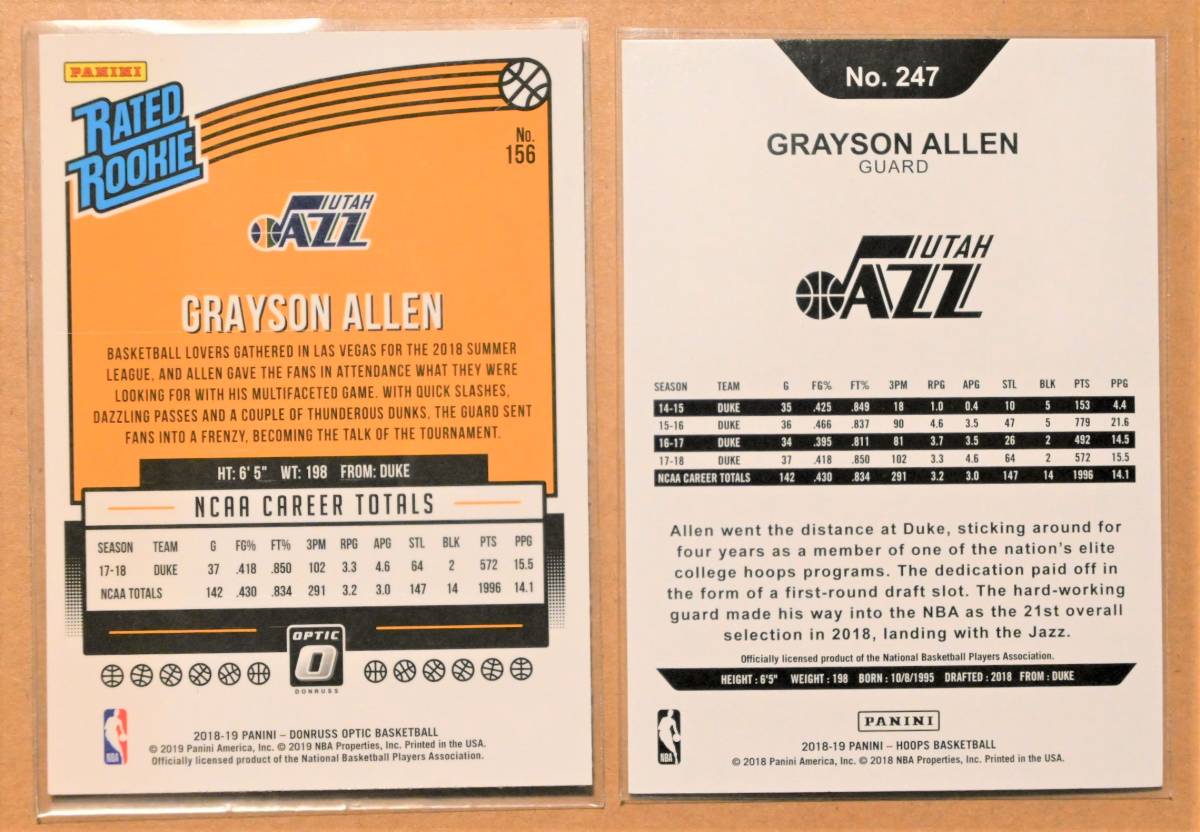 PANINI
RATED
ROOKIE
No.
156
UTAH
JAZZ
GRAYSON ALLEN
BASKETBALL LOVERS GATHERED IN LAS VEGAS FOR THE 2018 SUMMER
LEAGUE, AND ALLEN GAVE THE FANS IN ATTENDANCE WHAT THEY WERE
LOOKING FOR WITH HIS MULTIFACETED GAME. WITH QUICK SLASHES,
DAZZLING PASSES AND A COUPLE OF THUNDEROUS DUNKS, THE GUARD SENT
FANS INTO A FRENZY, BECOMING THE TALK OF THE TOURNAMENT.
HT: 6' 5" WT: 198 FROM: DUKE
NCAA CAREER TOTALS
SEASON TEAM G FG% FT% 3PM RPG APG STL BLK PTS PPG
17-18 DUKE 37 .418 .850 102 3.3 4.6 64 2 572 15.5
NCAA TOTALS 142 .430 .834 291 3.2 3.0 147 14 1996 14.1
OPTIC
O
DONRUSS
NBA
2018-19 PANINI – DONRUSS OPTIC BASKETBALL
© 2019 Panini America, Inc. © 2019 NBA Properties, Inc. Printed in the USA.
Officially licensed product of the National Basketball Players Association.
No. 247
GRAYSON ALLEN
GUARD
UTAH
JAZZ
SEASON TEAM G FG% FT% 3PM RPG APG STL BLK PTS PPG
14-15 DUKE 35 .425 .849 18 1.0 0.4 10 5 153 4.4
15-16 DUKE 36 .466 .837 90 4.6 3.5 47 5 779 21.6
16-17 DUKE 34 .395 .811 81 3.7 3.5 26 2 492 14.5
17-18 DUKE 37 .418 .850 102 3.3 4.6 64 2 572 15.5
NCAA CAREER TOTALS 142 .430 .834 291 3.2 3.0 147 14 1996 14.1
Allen went the distance at Duke, sticking around for
four years as a member of one of the nation's elite
college hoops programs. The dedication paid off in
the form of a first-round draft slot. The hard-working
guard made his way into the NBA as the 21st overall
selection in 2018, landing with the Jazz.
Officially licensed product of the National Basketball Players Association.
HEIGHT : 6'5" WEIGHT : 198 BORN : 10/8/1995 DRAFTED : 2018 FROM : DUKE
PANINI
NBA
2018-19 PANINI – HOOPS BASKETBALL
© 2018 Panini America, Inc. © 2018 NBA Properties, Inc. Printed in the USA.